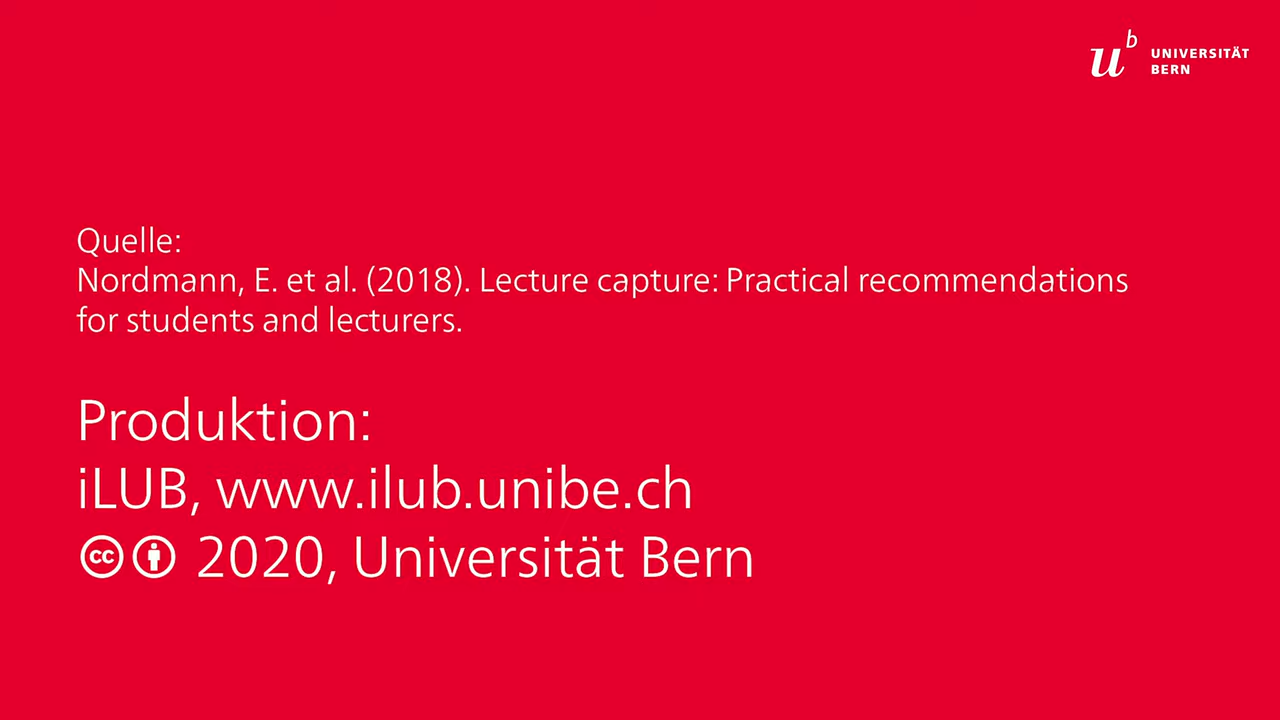 u b UNIVERSITÄT
BERN
Quelle:
Nordmann, E. et al. (2018). Lecture capture: Practical recommendations
for students and lecturers.
Produktion:
iLUB, www.ilub.unibe.ch
cc 2020, Universität Bern